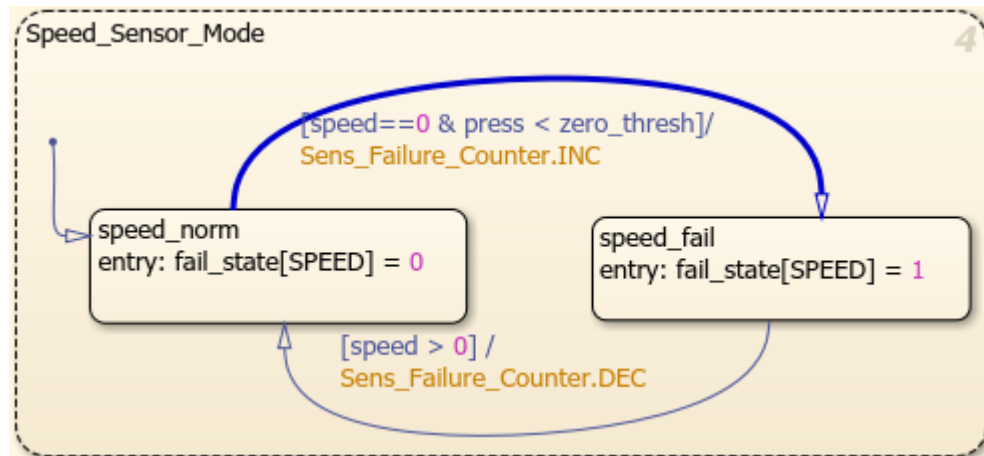 Speed_Sensor_Mode
4
[speed==0 & press < zero_thresh]/
Sens_Failure_Counter.INC
speed_norm
entry: fail_state[SPEED] = 0
speed_fail
entry: fail_state[SPEED] = 1
[speed > 0] /
Sens_Failure_Counter.DEC